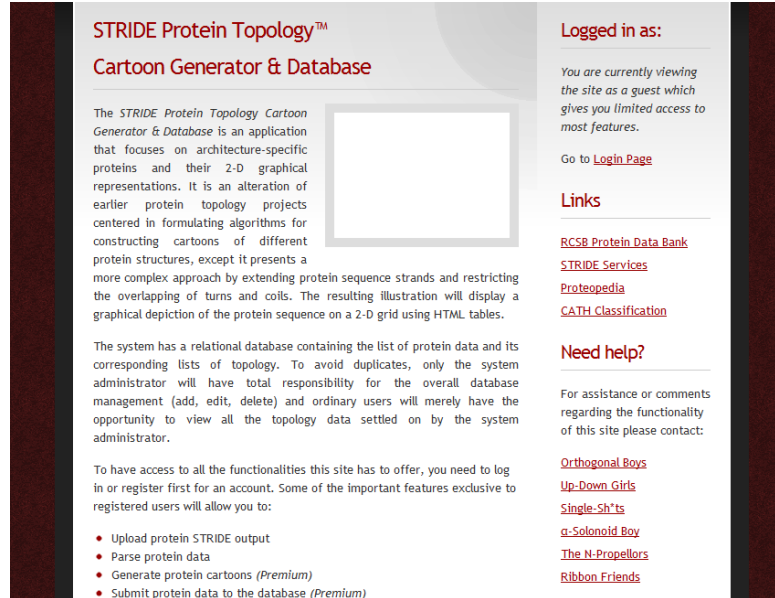 STRIDE Protein Topology™
Cartoon Generator & Database
The STRIDE Protein Topology Cartoon
Generator & Database is an application
that focuses on architecture-specific
proteins and their 2-D graphical
representations. It is an alteration of
earlier protein topology projects
centered in formulating algorithms for
constructing cartoons of different
protein structures, except it presents a
more complex approach by extending protein sequence strands and restricting
the overlapping of turns and coils. The resulting illustration will display a
graphical depiction of the protein sequence on a 2-D grid using HTML tables.
The system has a relational database containing the list of protein data and its
corresponding lists of topology. To avoid duplicates, only the system
administrator will have total responsibility for the overall database
management (add, edit, delete) and ordinary users will merely have the
opportunity to view all the topology data settled on by the system
administrator.
To have access to all the functionalities this site has to offer, you need to log
in or register first for an account. Some of the important features exclusive to
registered users will allow you to:
• Upload protein STRIDE output
• Parse protein data
• Generate protein cartoons (Premium)
• Submit protein data to the database (Premium)
Logged in as:
You are currently viewing
the site as a guest which
gives you limited access to
most features.
Go to Login Page
Links
RCSB Protein Data Bank
STRIDE Services
Proteopedia
CATH Classification
Need help?
For assistance or comments
regarding the functionality
of this site please contact:
Orthogonal Boys
Up-Down Girls
Single-Sh*ts
α-Solonoid Boy
The N-Propellors
Ribbon Friends